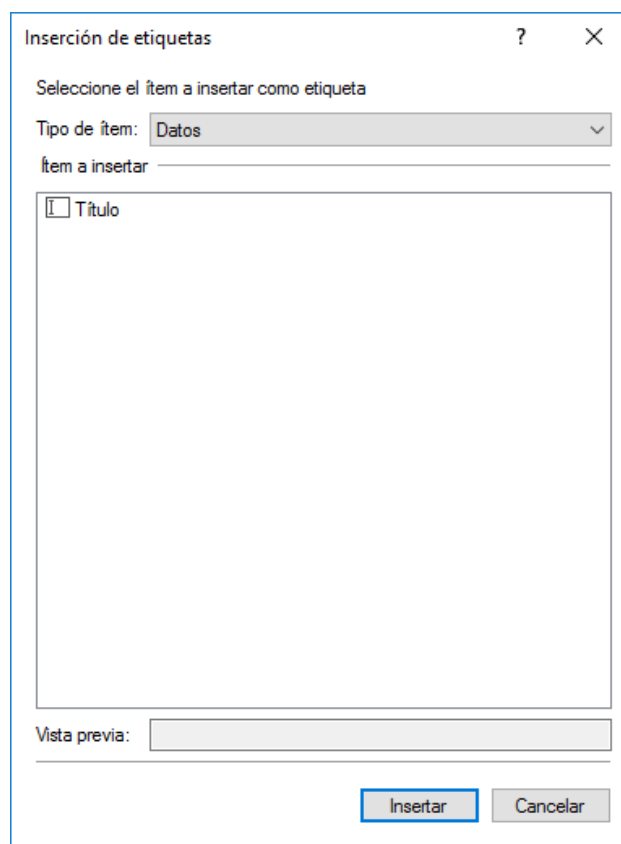 Inserción de etiquetas ?
Seleccione el ítem a insertar como etiqueta
Tipo de ítem: Datos
Ítem a insertar
Título
Vista previa:
Insertar Cancelar